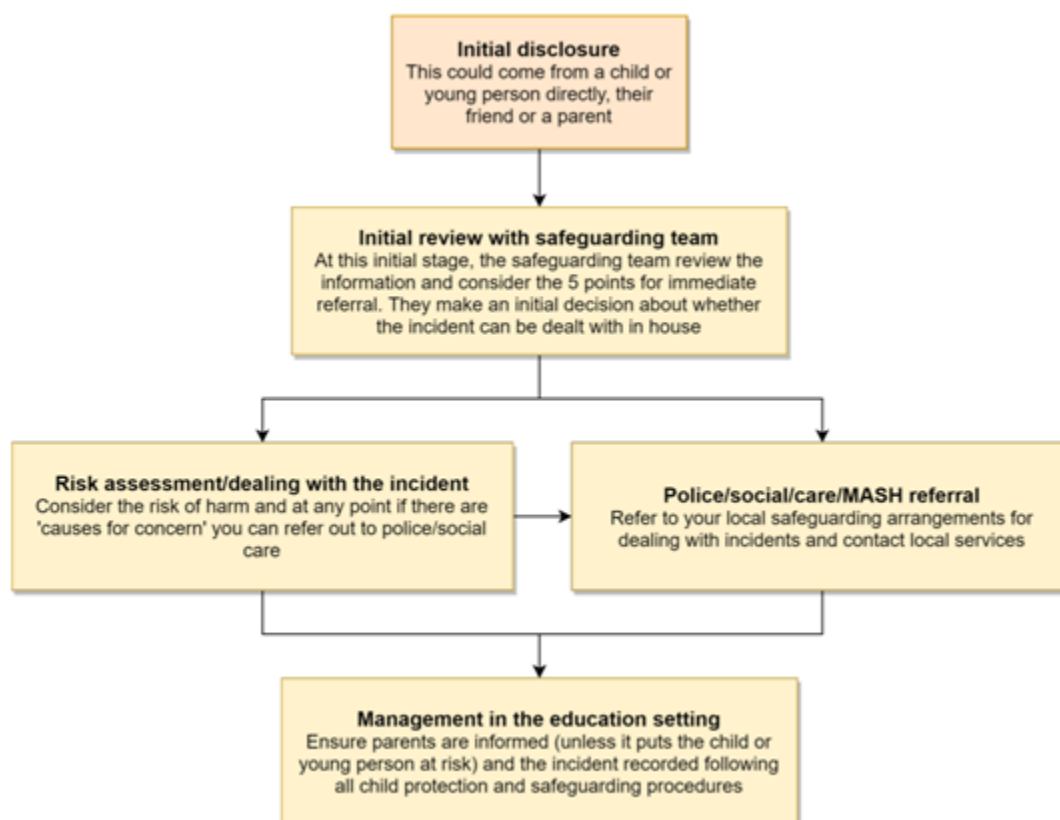 Initial disclosure
This could come from a child or
young person directly, their
friend or a parent
Initial review with safeguarding team
At this initial stage, the safeguarding team review the
information and consider the 5 points for immediate
referral. They make an initial decision about whether
the incident can be dealt with in house
Risk assessment/dealing with the incident
Consider the risk of harm and at any point if there are
'causes for concern' you can refer out to police/social
care
Police/social/care/MASH referral
Refer to your local safeguarding arrangements for
dealing with incidents and contact local services
Management in the education setting
Ensure parents are informed (unless it puts the child or
young person at risk) and the incident recorded following
all child protection and safeguarding procedures